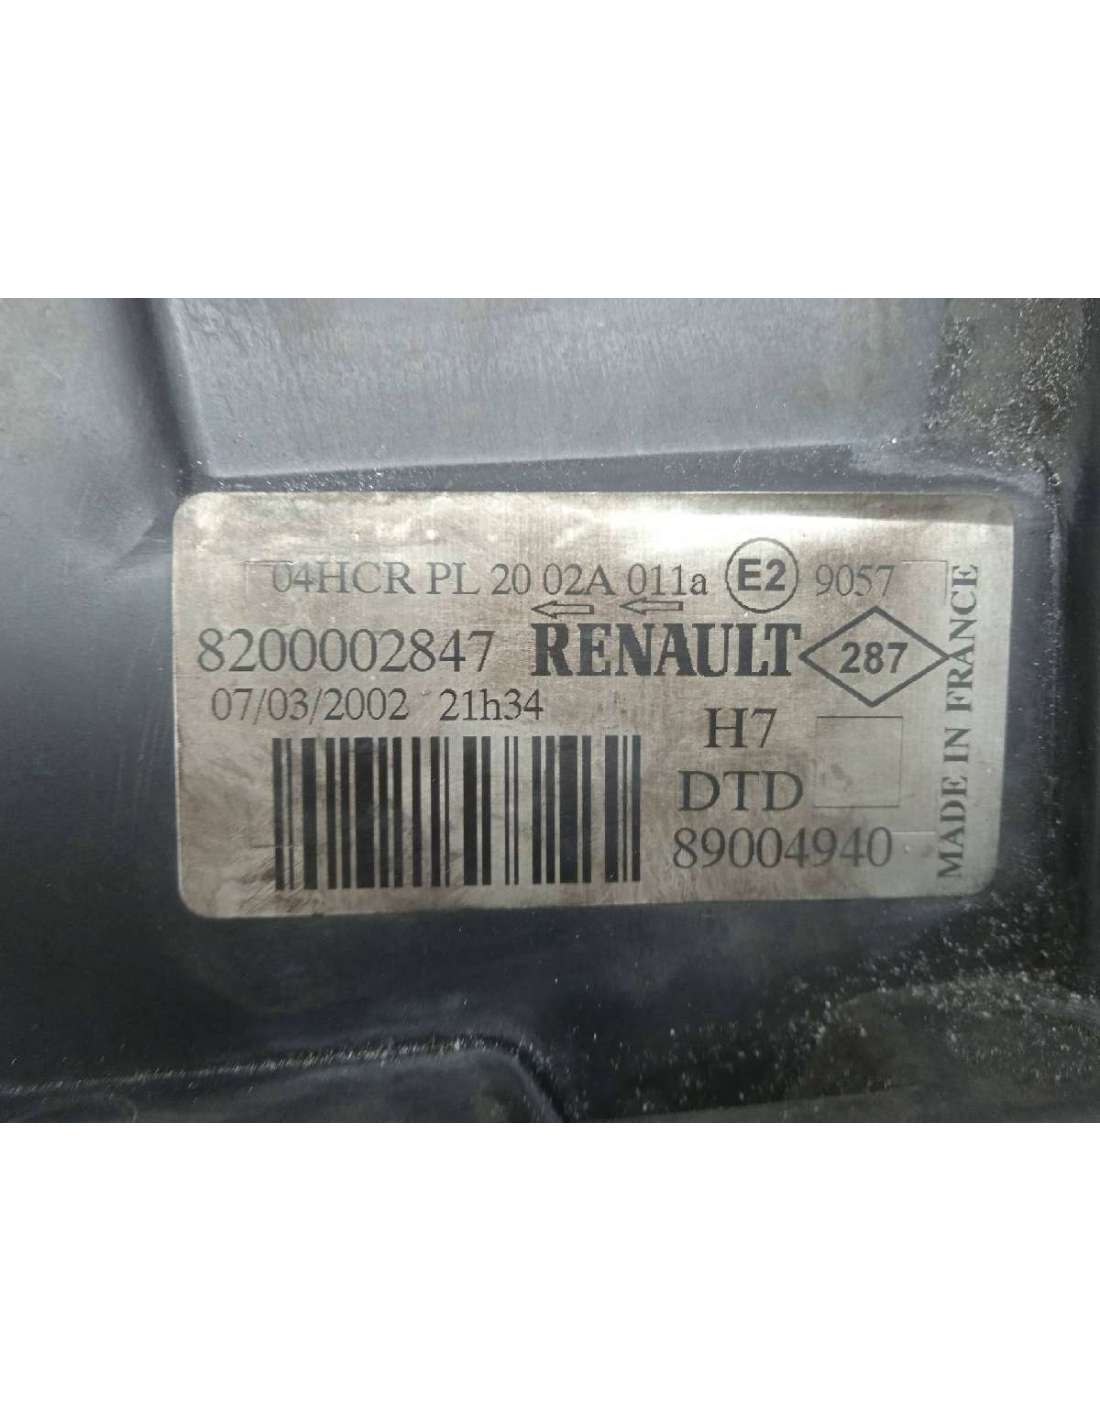 04HCR PL 20 02A 011a E2 9057
8200002847 RENAULT 287
07/03/2002 21h34
H7
DTD
89004940
MADE IN FRANCE